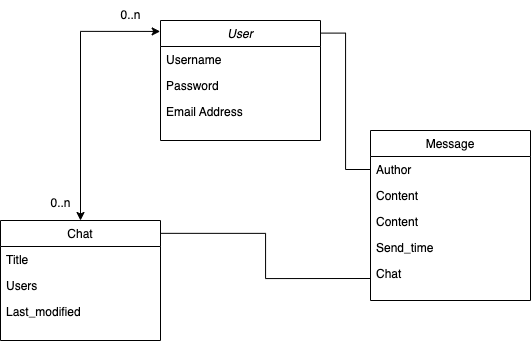 0..n
User
Username
Password
Email Address
Message
Author
Content
Content
Send_time
Chat
0..n
Chat
Title
Users
Last_modified